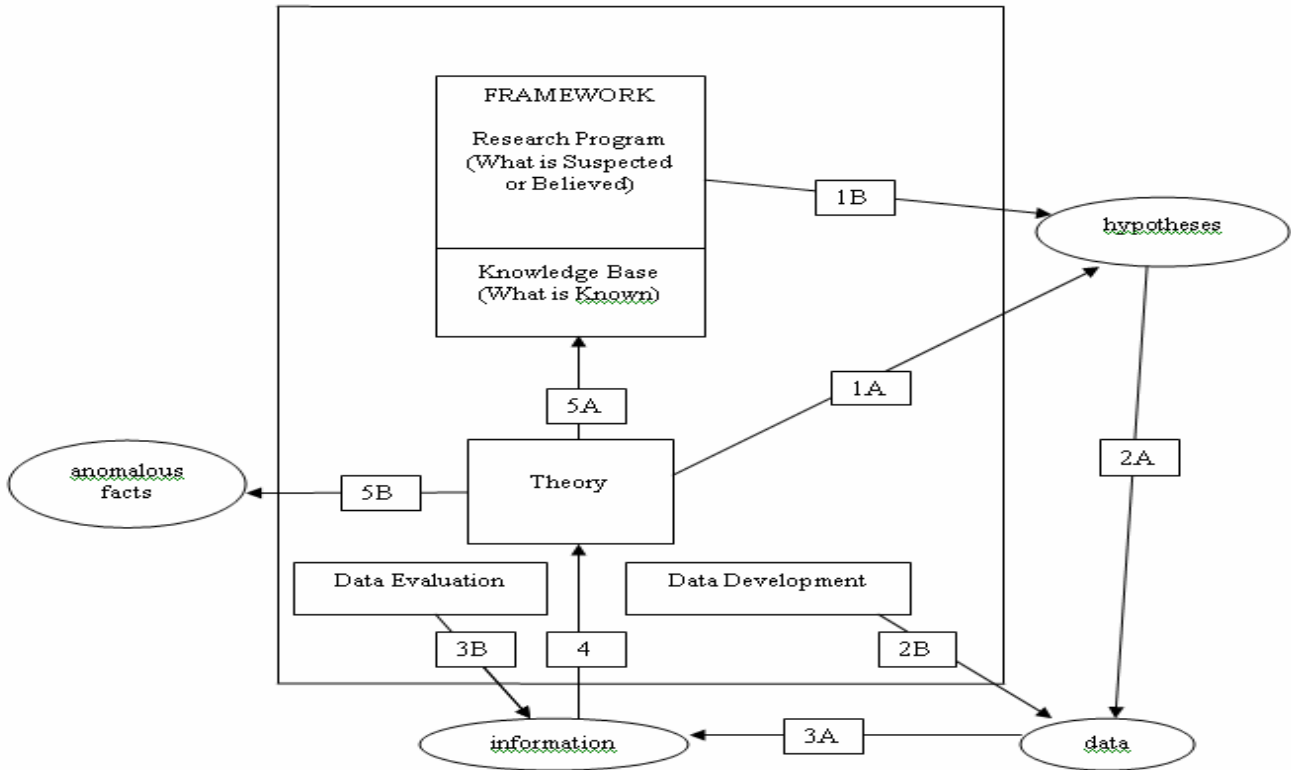 FRAMEWORK
Research Program
(What is Suspected
or Believed)
1B
hypotheses
Knowledge Base
(What is Known)
5A
1A
2A
anomalous
facts
5B
Theory
Data Evaluation
Data Development
3B
4
2B
information
3A
data